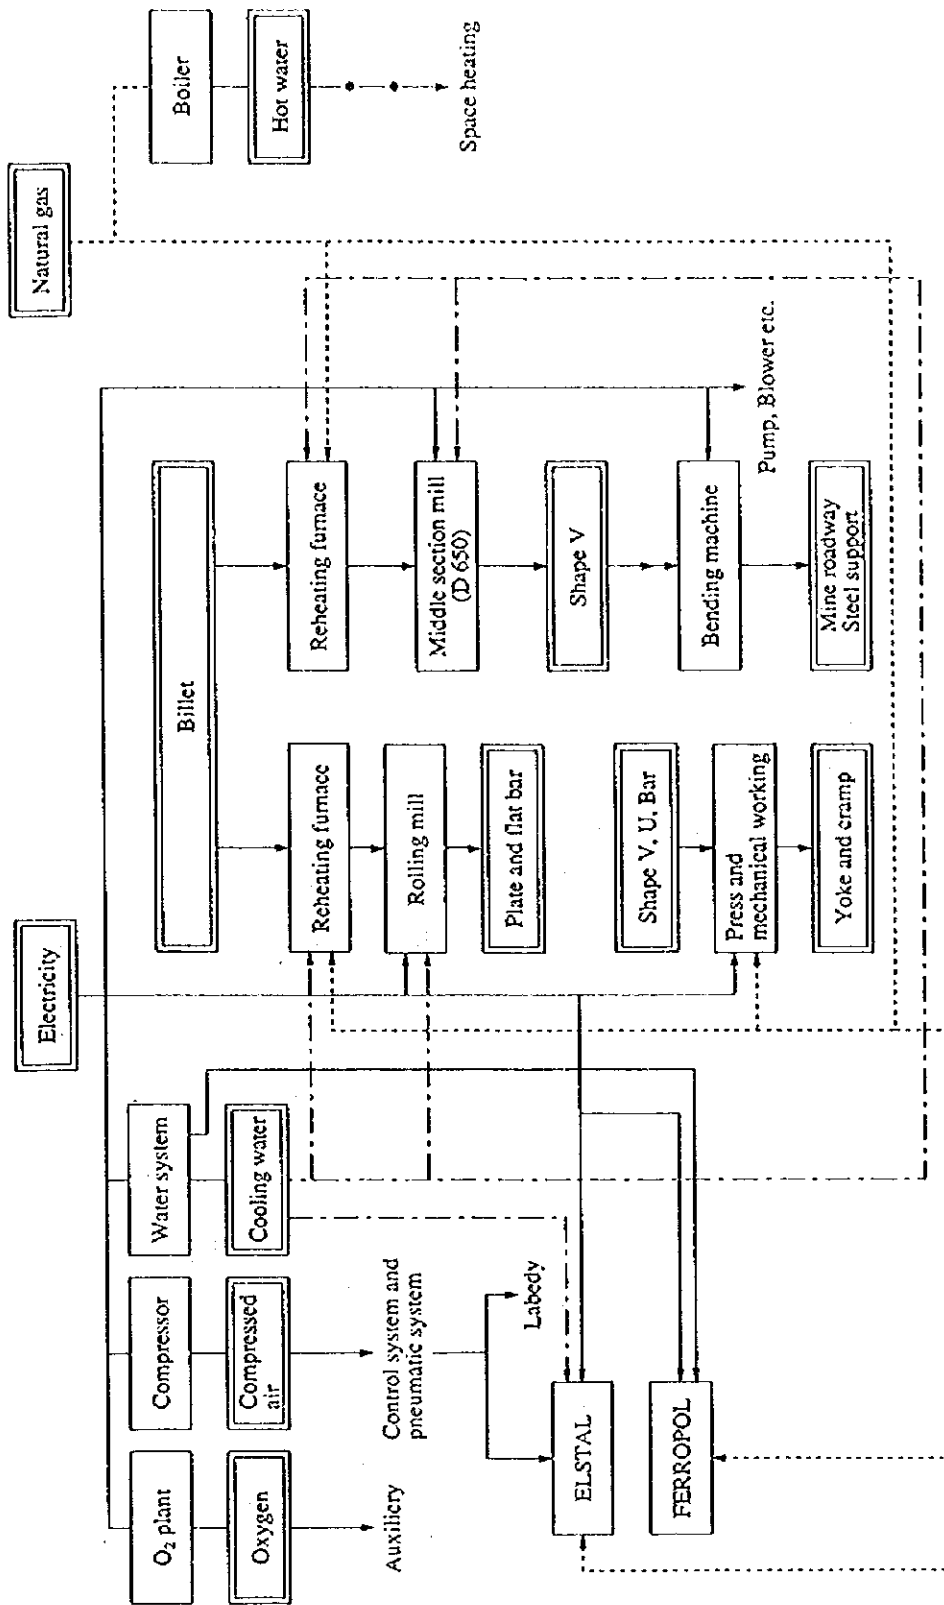 Electricity
Natural gas
O2 plant
Compressor
Water system
Billet
Boiler
Oxygen
Compressed
air
Cooling water
Hot water
Reheating furnace
Reheating furnace
Auxilicry
Control system and
pneumatic system
Rolling mill
Middle section mill
(D 650)
Space heating
Labedy
Plate and flat bar
Shape V
ELSTAL
Shape V, U, Bar
FERROPOL
Press and
mechanical working
Bending machine
Pump, Blower etc.
Yoke and cramp
Mine roadway
Steel support